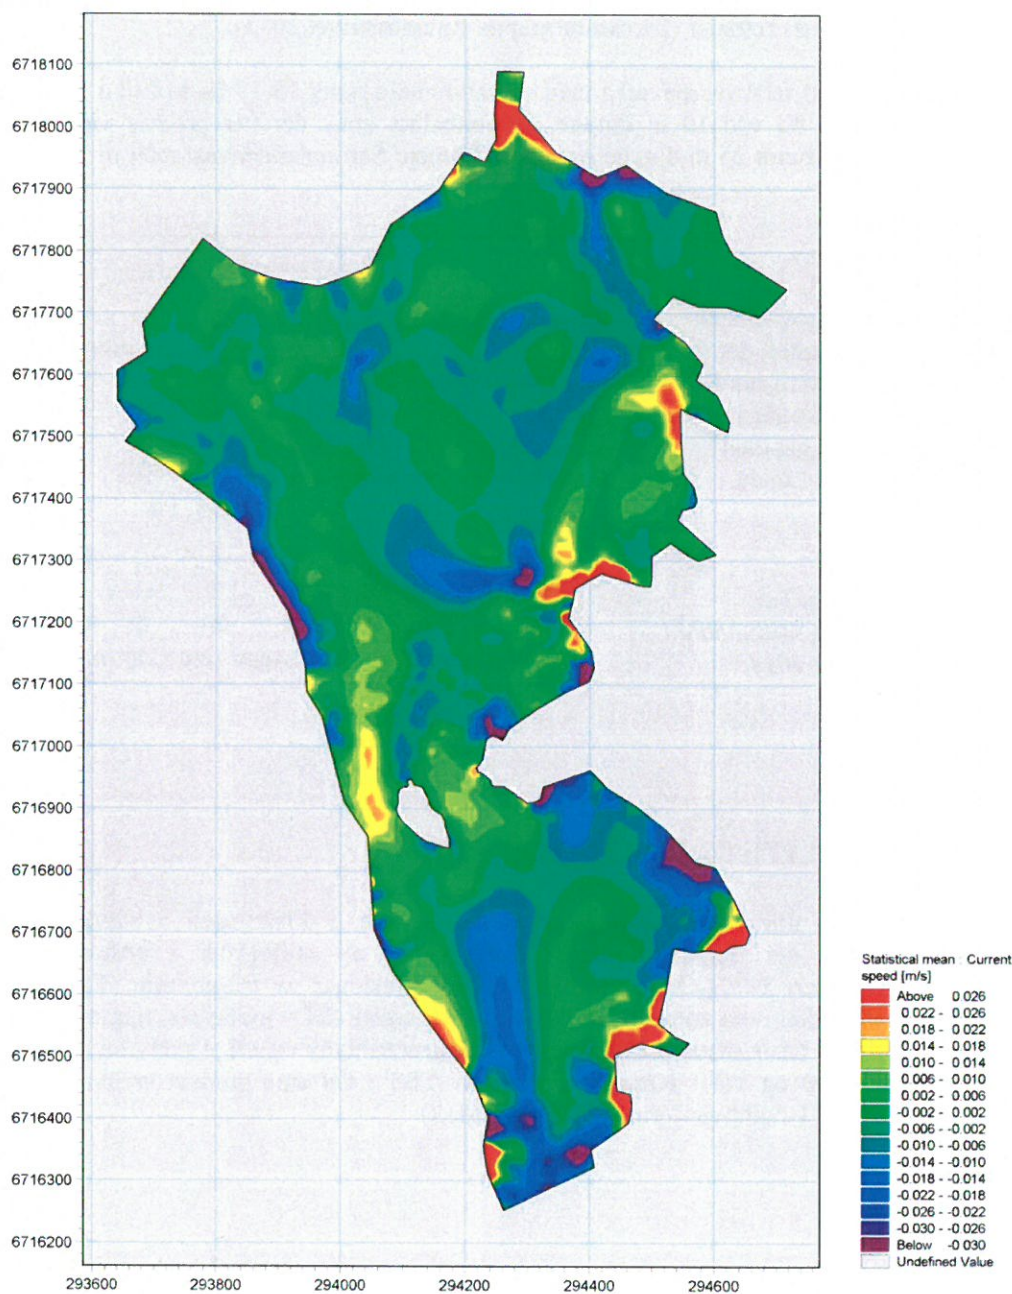 6718100
6718000
6717900
6717800
6717700
6717600
6717500
6717400
6717300
6717200
6717100
6717000
6716900
6716800
6716700
6716600
6716500
6716400
6716300
6716200
293600 293800 294000 294200 294400 294600
Statistical mean : Current
speed [m/s]
Above 0.026
0.022 - 0.026
0.018 - 0.022
0.014 - 0.018
0.010 - 0.014
0.006 - 0.010
0.002 - 0.006
-0.002 - 0.002
-0.006 - -0.002
-0.010 - -0.006
-0.014 - -0.010
-0.018 - -0.014
-0.022 - -0.018
-0.026 - -0.022
-0.030 - -0.026
Below -0.030
Undefined Value